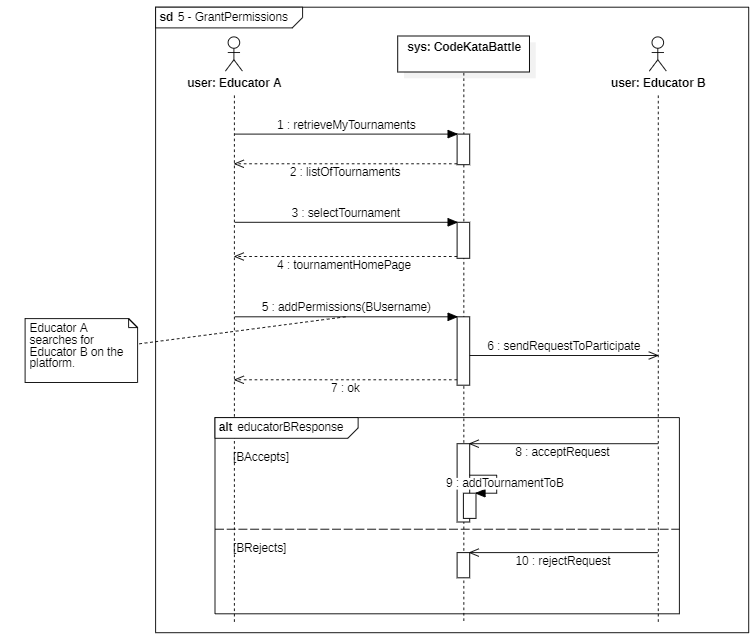 sd 5 - GrantPermissions
user: Educator A
sys: CodeKataBattle
user: Educator B
1 : retrieveMyTournaments
2 : listOfTournaments
3 : selectTournament
4 : tournamentHomePage
5 : addPermissions(BUsername)
Educator A
searches for
Educator B on the
platform.
6 : sendRequestToParticipate
7 : ok
alt educatorBResponse
[BAccepts]
8 : acceptRequest
9 : addTournamentToB
[BRejects]
10 : rejectRequest